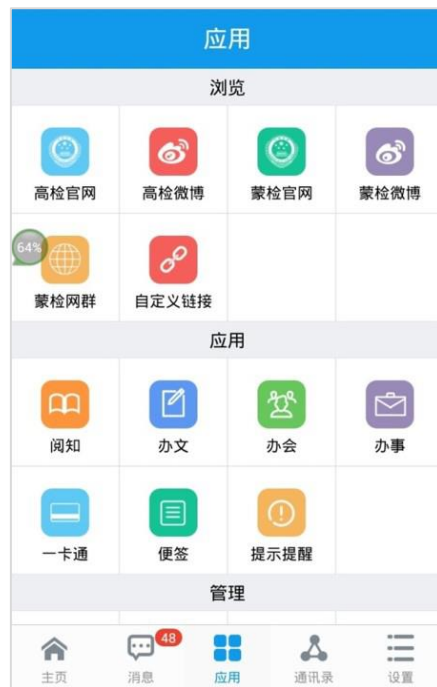 应用
浏览
高检官网 高检微博 蒙检官网 蒙检微博
64%
蒙检网群 自定义链接
应用
阅知 办文 办会 办事
一卡通 便签 提示提醒
管理
48
主页 消息 应用 通讯录 设置